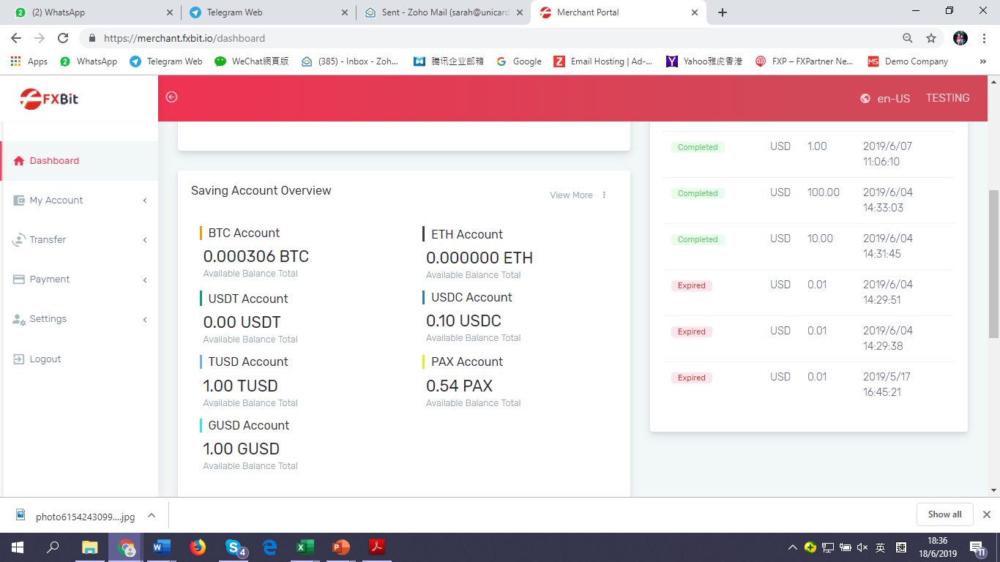 (2) WhatsApp
Telegram Web
Sent - Zoho Mail (sarah@unicard
Merchant Portal
https://merchant.fxbit.io/dashboard
Apps
WhatsApp
Telegram Web
WeChat網頁版
(385) - Inbox - Zoh...
腾讯企业邮箱
Google
Email Hosting | Ad-...
Yahoo雅虎香港
FXP – FXPartner Ne...
Demo Company
»
FXBit
en-US
TESTING
Dashboard
My Account
Transfer
Payment
Settings
Logout
Saving Account Overview
View More
BTC Account
0.000306 BTC
Available Balance Total
ETH Account
0.000000 ETH
Available Balance Total
USDT Account
0.00 USDT
Available Balance Total
USDC Account
0.10 USDC
Available Balance Total
TUSD Account
1.00 TUSD
Available Balance Total
PAX Account
0.54 PAX
Available Balance Total
GUSD Account
1.00 GUSD
Available Balance Total
Completed USD 1.00 2019/6/07
11:06:10
Completed USD 100.00 2019/6/04
14:33:03
Completed USD 10.00 2019/6/04
14:31:45
Expired USD 0.01 2019/6/04
14:29:51
Expired USD 0.01 2019/6/04
14:29:38
Expired USD 0.01 2019/5/17
16:45:21
photo6154243099....jpg
Show all
4
英
速
18:36
18/6/2019
11